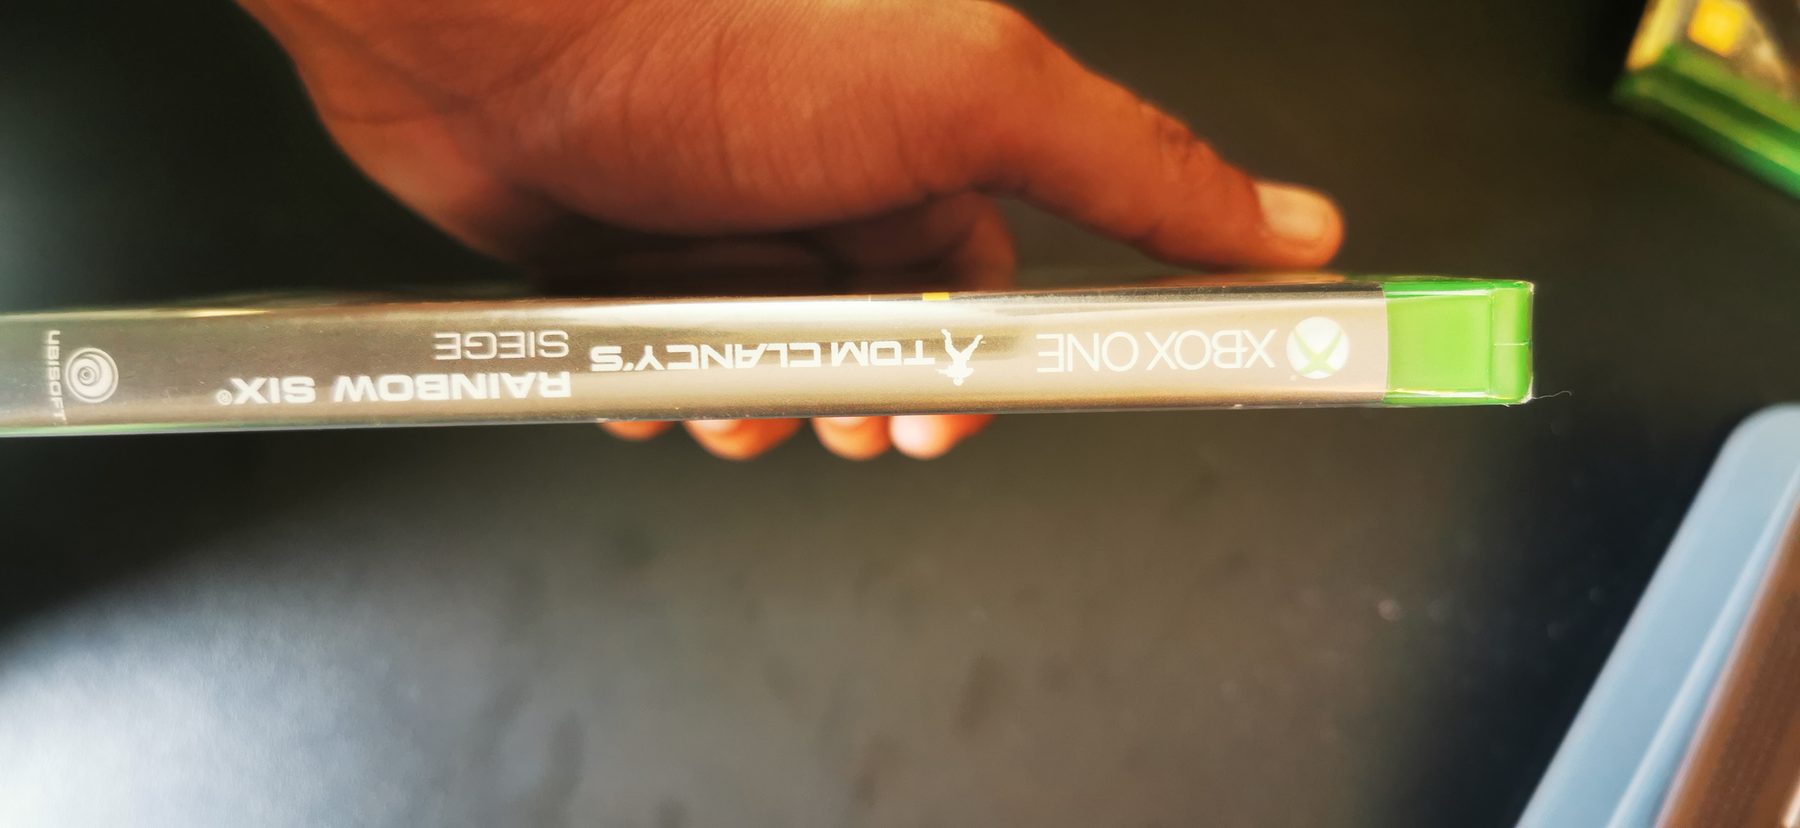 XBOX ONE
TOM CLANCY'S
RAINBOW SIX®
SIEGE
UBISOFT